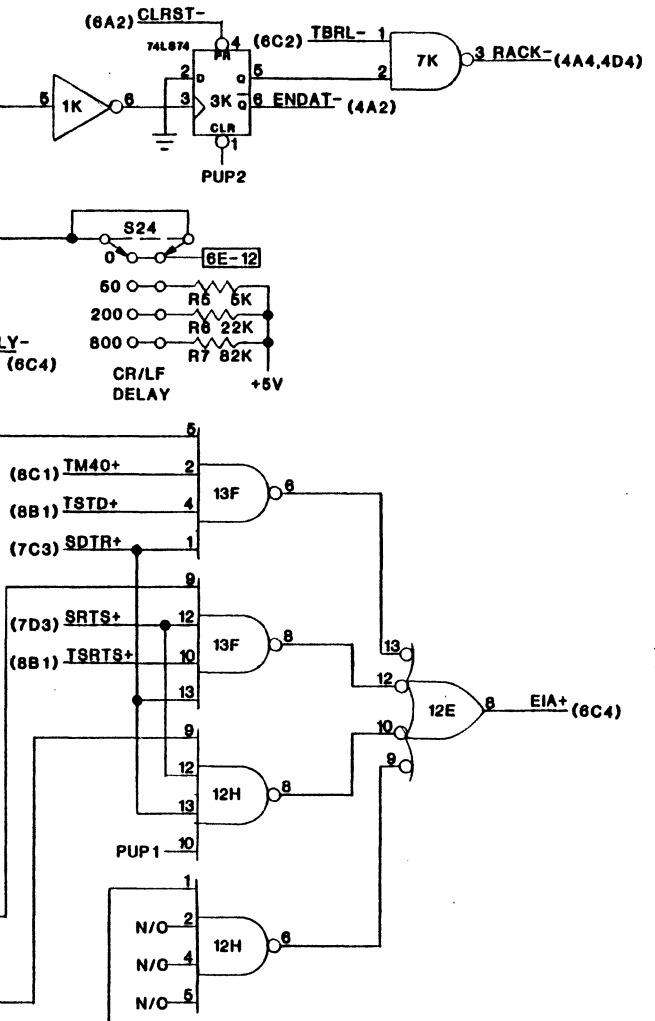 (6A2) CLRST-
74LS74 PR 4
(6C2) TBRL- 1
7K
3 RACK- (4A4,4D4)
2 D Q 5 2
5 1K 6 3 3K Q 6 ENDAT- (4A2)
CLR
1
PUP2
S24
0 6E-12
50 R5 5K
200 R6 22K
800 R7 82K
LY-
(6C4)
CR/LF
DELAY
+5V
5
(8C1) TM40+ 2
13F
6
(8B1) TSTD+ 4
(7C3) SDTR+ 1
9
(7D3) SRTS+ 12
13F
8
(8B1) TSRTS+ 10
13
13
12
12E
8 EIA+ (6C4)
10
9
9
12
12H
8
13
PUP1 10
1
N/C 2
12H
6
N/C 4
N/C 5